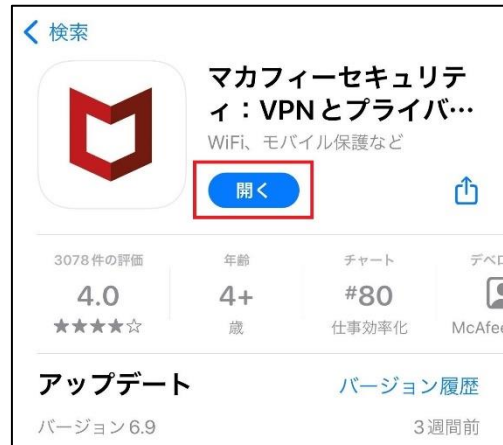 検索
マカフィーセキュリテ
ィ：VPNとプライバ…
WiFi、モバイル保護など
開く
3078件の評価
年齢
チャート
4.0
4+
#80
★★★★☆
歳
仕事効率化
アップデート
バージョン履歴
バージョン 6.9
3週間前